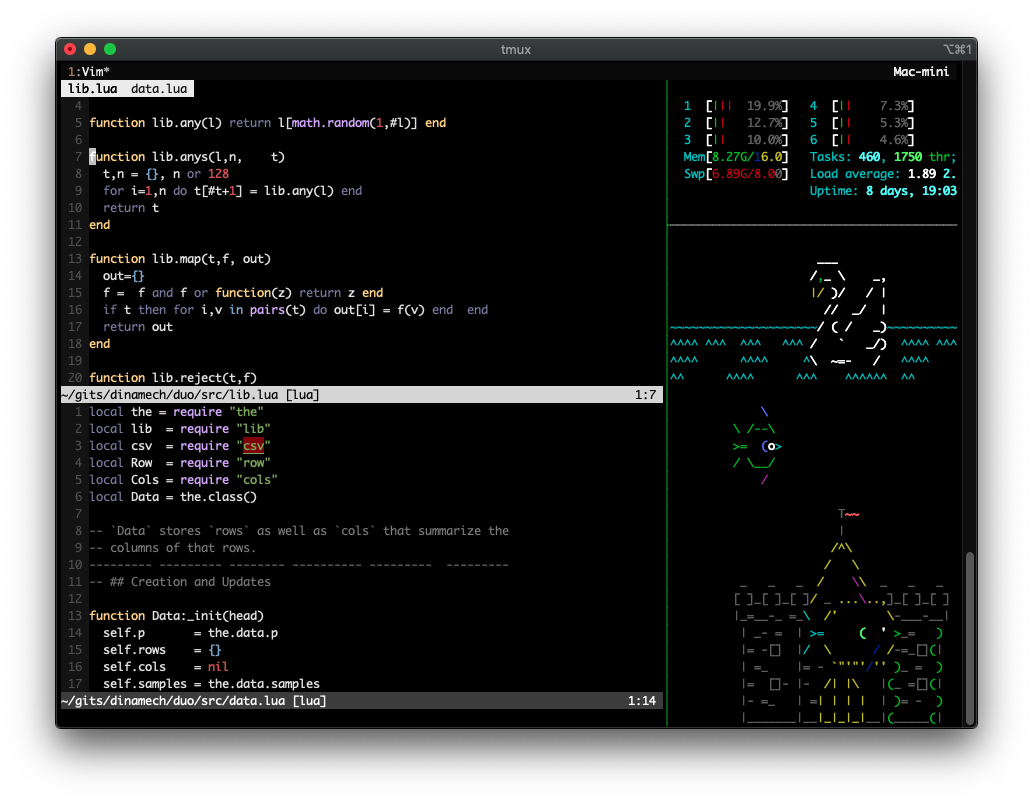 tmux
⌥⌘1
1:Vim*
Mac-mini
lib.lua  data.lua
4
5 function lib.any(l) return l[math.random(1,#l)] end
6
7 function lib.anys(l,n,    t)
8   t,n = {}, n or 128
9   for i=1,n do t[#t+1] = lib.any(l) end
10   return t
11 end
12
13 function lib.map(t,f, out)
14   out={}
15   f =  f and f or function(z) return z end
16   if t then for i,v in pairs(t) do out[i] = f(v) end  end
17   return out
18 end
19
20 function lib.reject(t,f)
~/gits/dinamech/duo/src/lib.lua [lua] 1:7
1 local the = require "the"
2 local lib  = require "lib"
3 local csv  = require "csv"
4 local Row  = require "row"
5 local Cols = require "cols"
6 local Data = the.class()
7
8 -- `Data` stores `rows` as well as `cols` that summarize the
9 -- columns of that rows.
10 --------- --------- -------- ---------- ---------  ---------
11 -- ## Creation and Updates
12
13 function Data:_init(head)
14   self.p       = the.data.p
15   self.rows    = {}
16   self.cols    = nil
17   self.samples = the.data.samples
~/gits/dinamech/duo/src/data.lua [lua] 1:14
1 [||| 19.9%] 4 [|| 7.3%]
2 [|| 12.7%] 5 [|| 5.3%]
3 [|| 10.0%] 6 [|| 4.6%]
Mem[8.27G/16.0] Tasks: 460, 1750 thr;
Swp[6.89G/8.00] Load average: 1.89 2.
Uptime: 8 days, 19:03